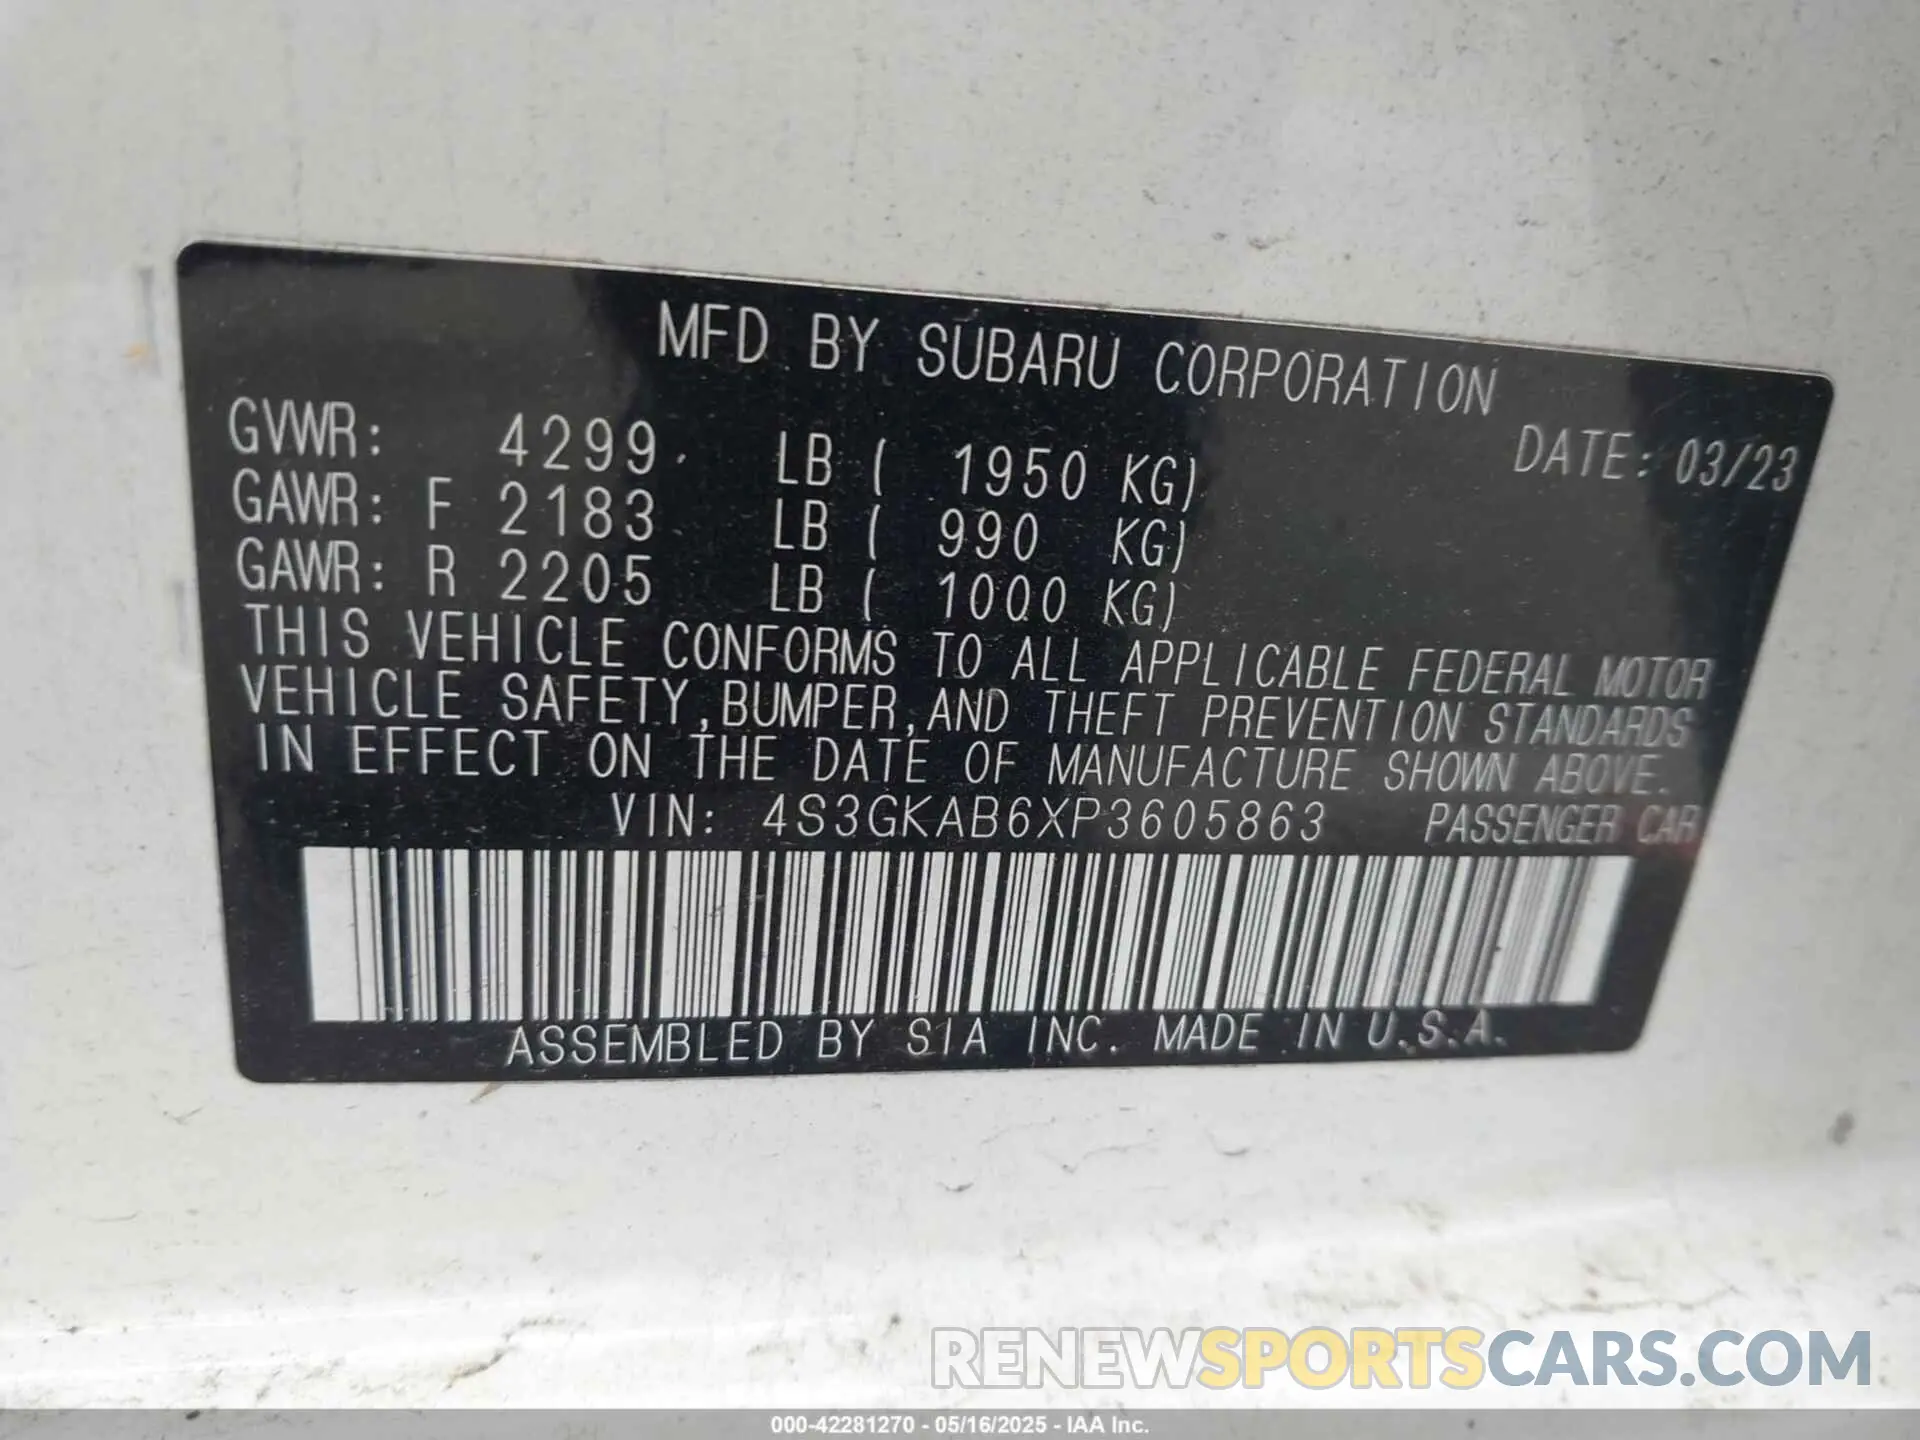 MFD BY SUBARU CORPORATION
DATE: 03/23
GVWR: 4299 LB ( 1950 KG)
GAWR: F 2183 LB ( 990 KG)
GAWR: R 2205 LB ( 1000 KG)
THIS VEHICLE CONFORMS TO ALL APPLICABLE FEDERAL MOTOR
VEHICLE SAFETY, BUMPER, AND THEFT PREVENTION STANDARDS
IN EFFECT ON THE DATE OF MANUFACTURE SHOWN ABOVE.
VIN: 4S3GKAB6XP3605863 PASSENGER CAR
ASSEMBLED BY SIA INC. MADE IN U.S.A.
RENEWSPORTSCARS.COM
000-42281270 - 05/16/2025 - IAA Inc.